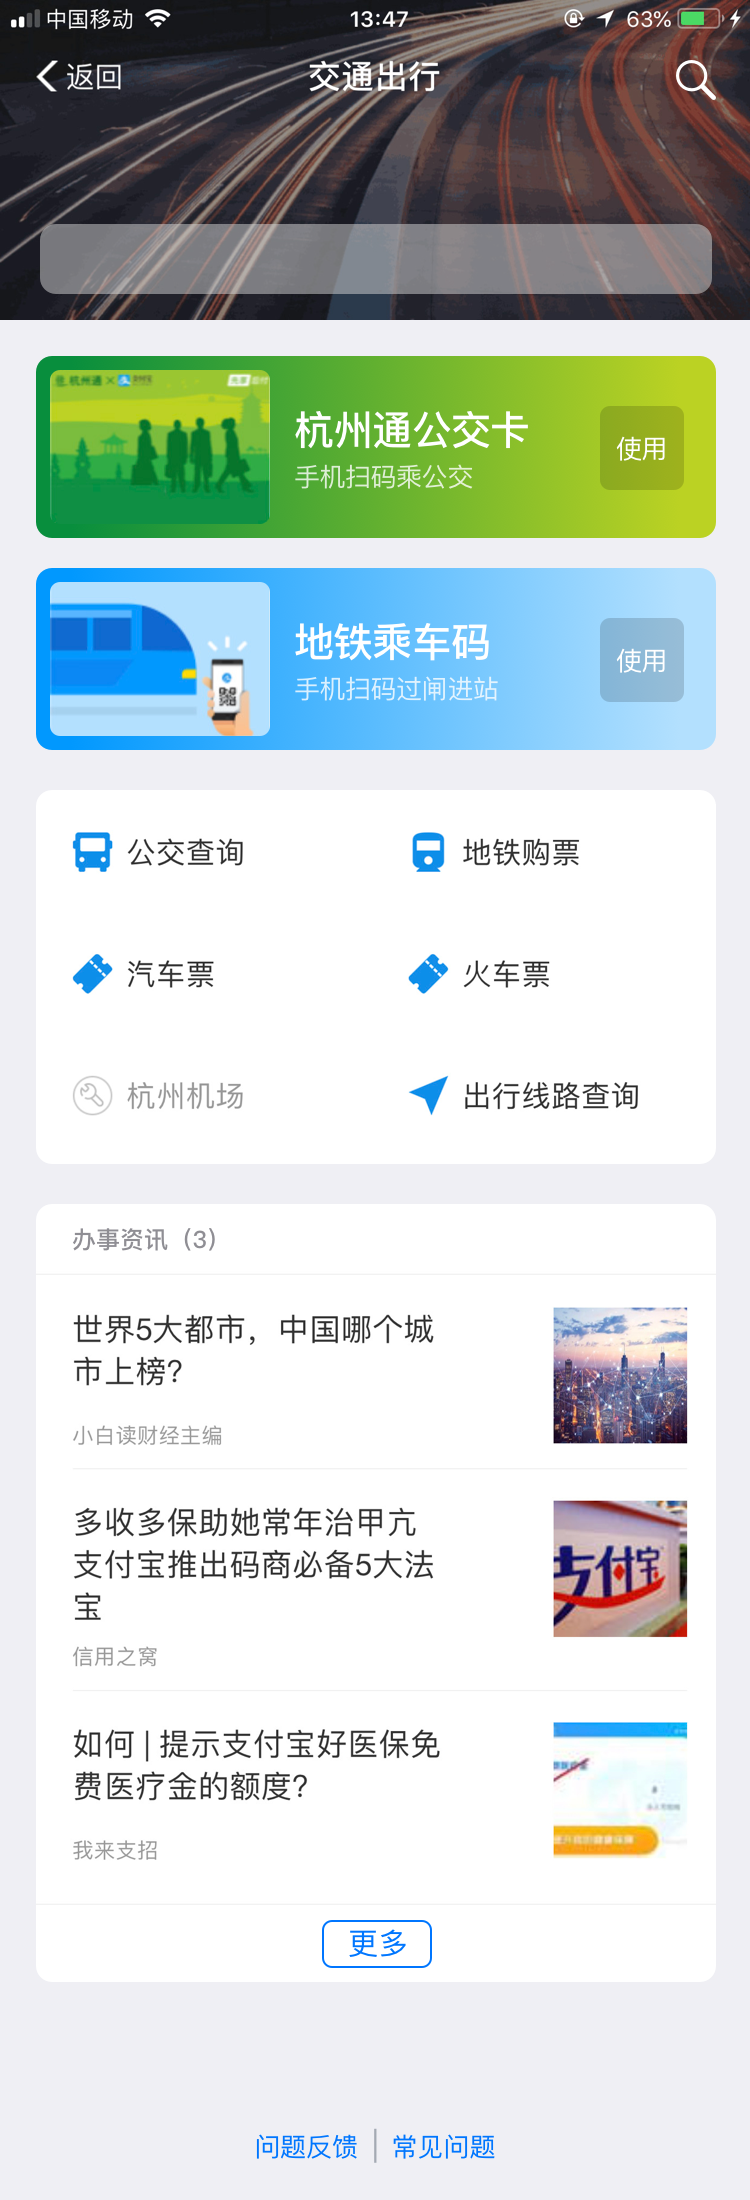 中国移动
13:47
63%
返回
交通出行
杭州通公交卡
手机扫码乘公交
使用
地铁乘车码
手机扫码过闸进站
使用
公交查询
地铁购票
汽车票
火车票
杭州机场
出行线路查询
办事资讯（3）
世界5大都市，中国哪个城
市上榜?
小白读财经主编
多收多保助她常年治甲亢
支付宝推出码商必备5大法
宝
信用之窝
支付宝
如何 | 提示支付宝好医保免
费医疗金的额度?
我来支招
更多
问题反馈
常见问题